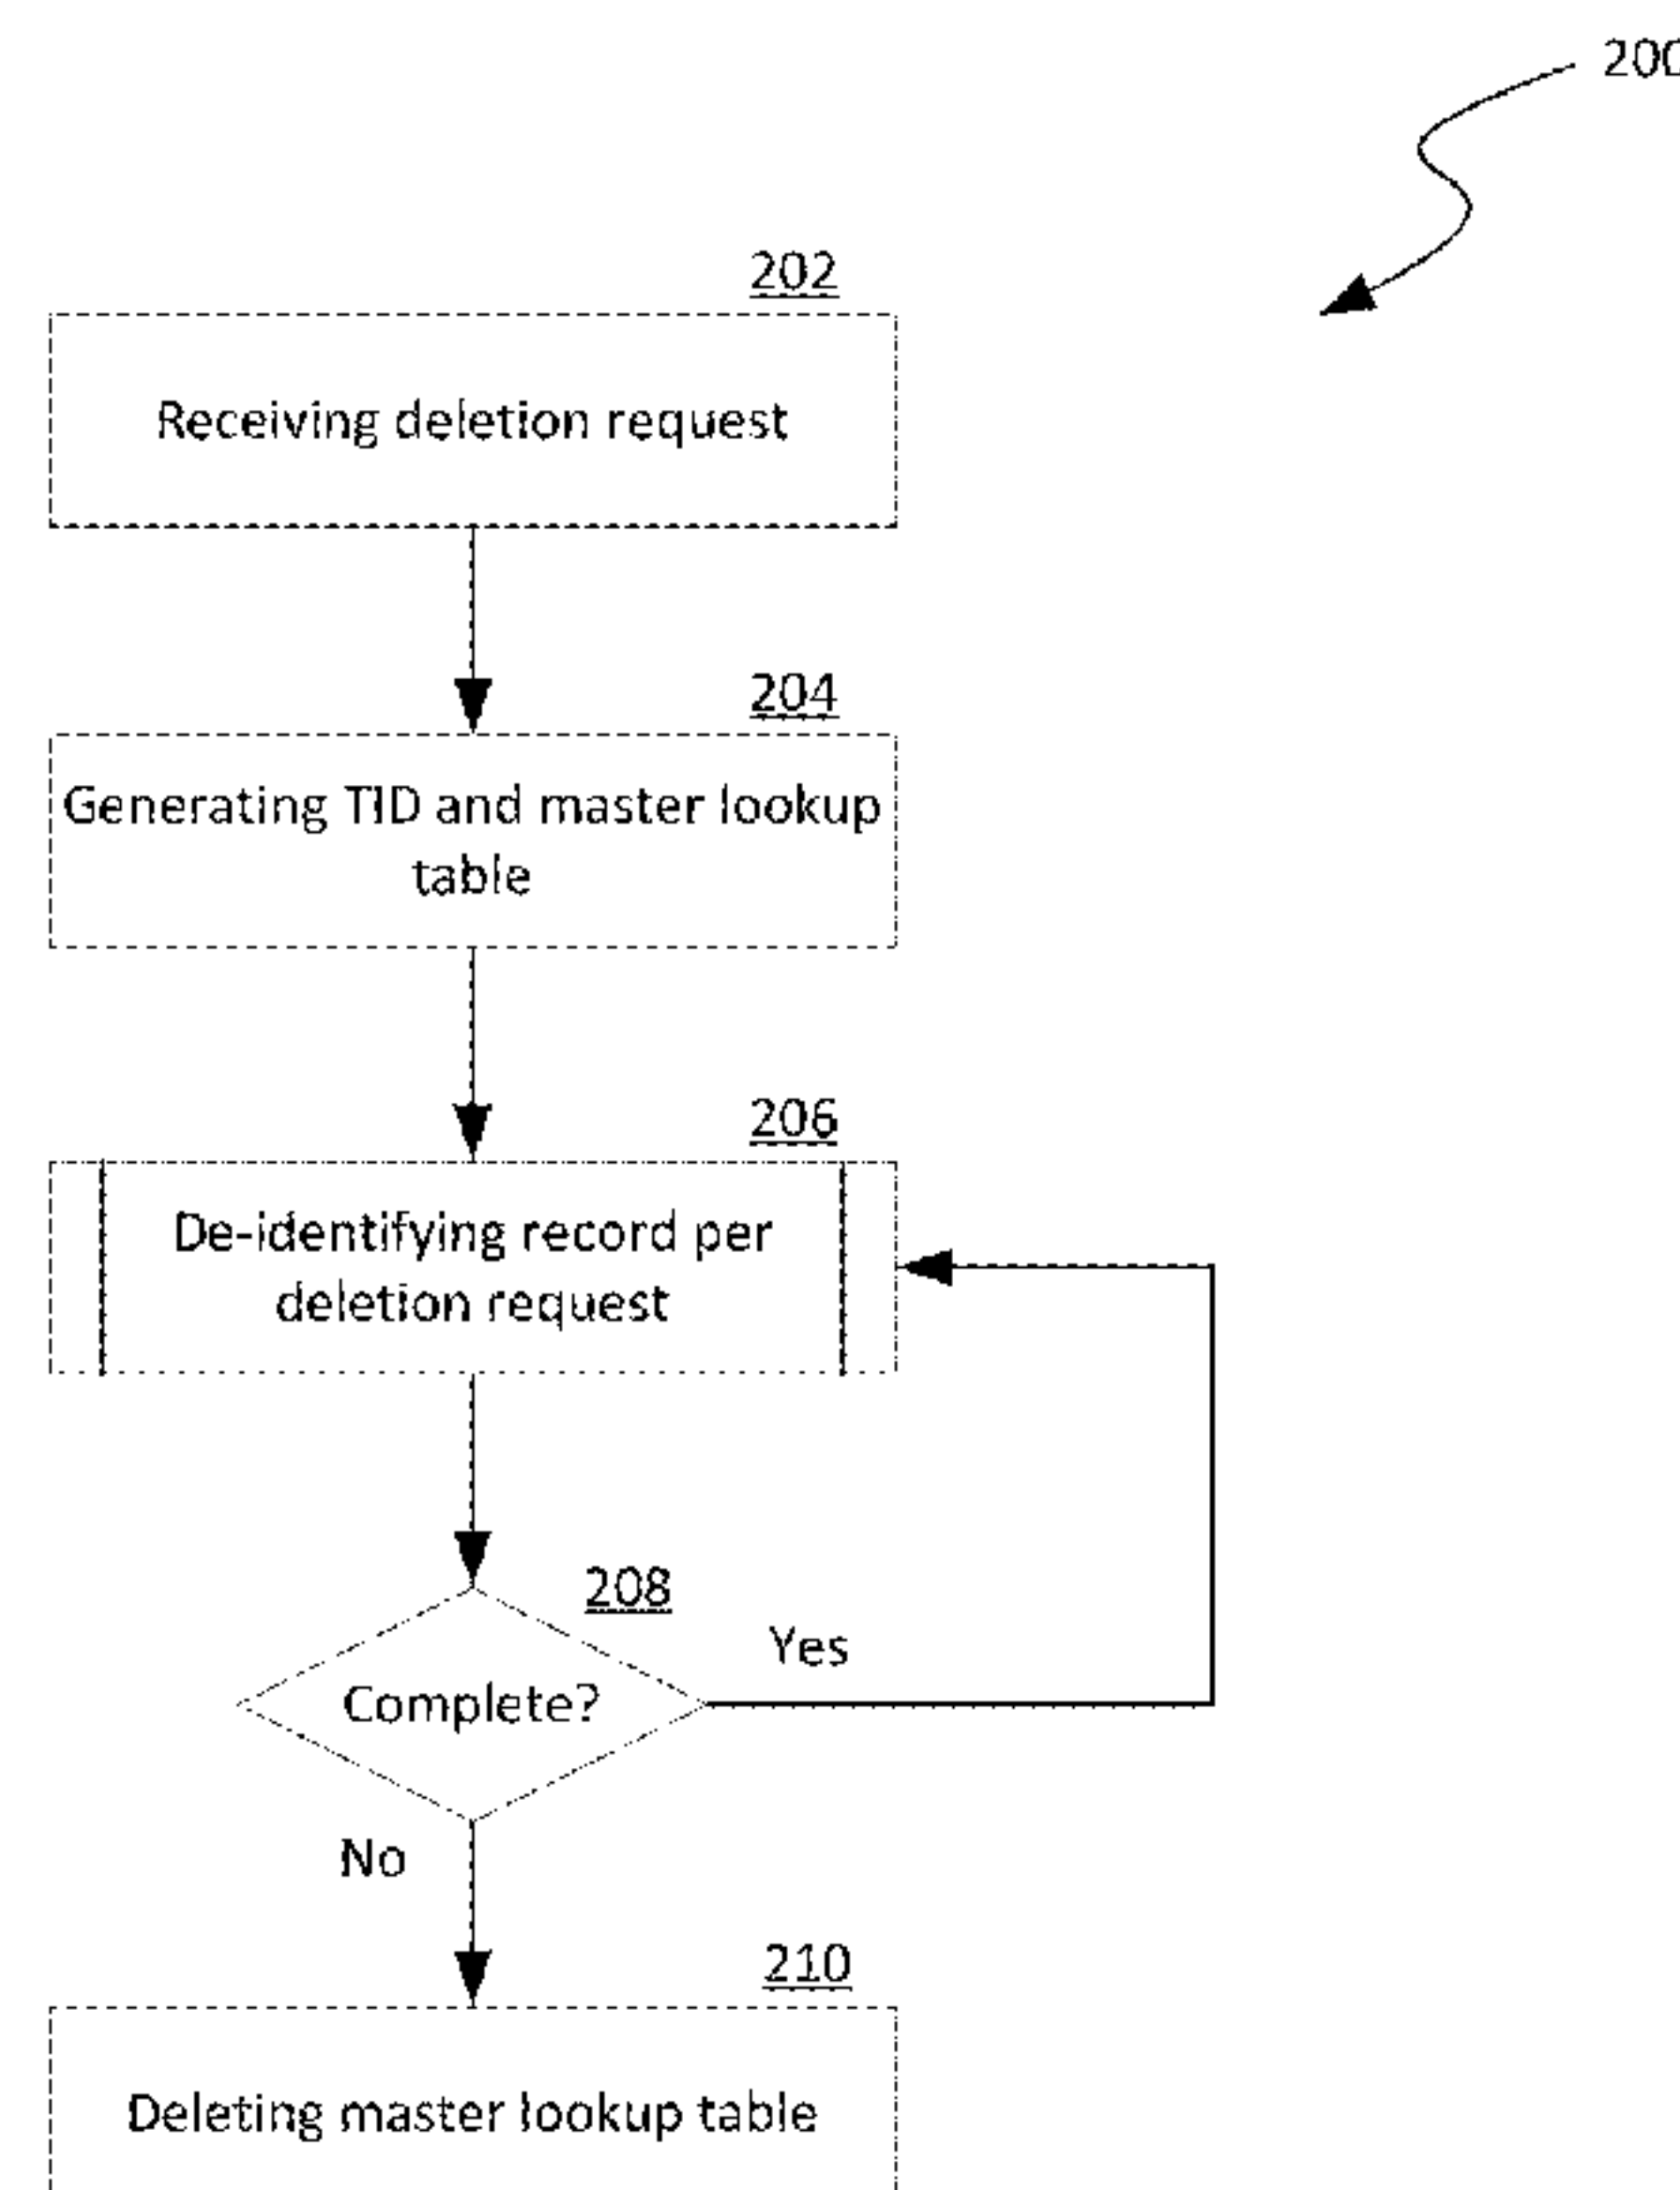 200
202
Receiving deletion request
204
Generating TID and master lookup
table
206
De-identifying record per
deletion request
208
Yes
Complete?
No
210
Deleting master lookup table